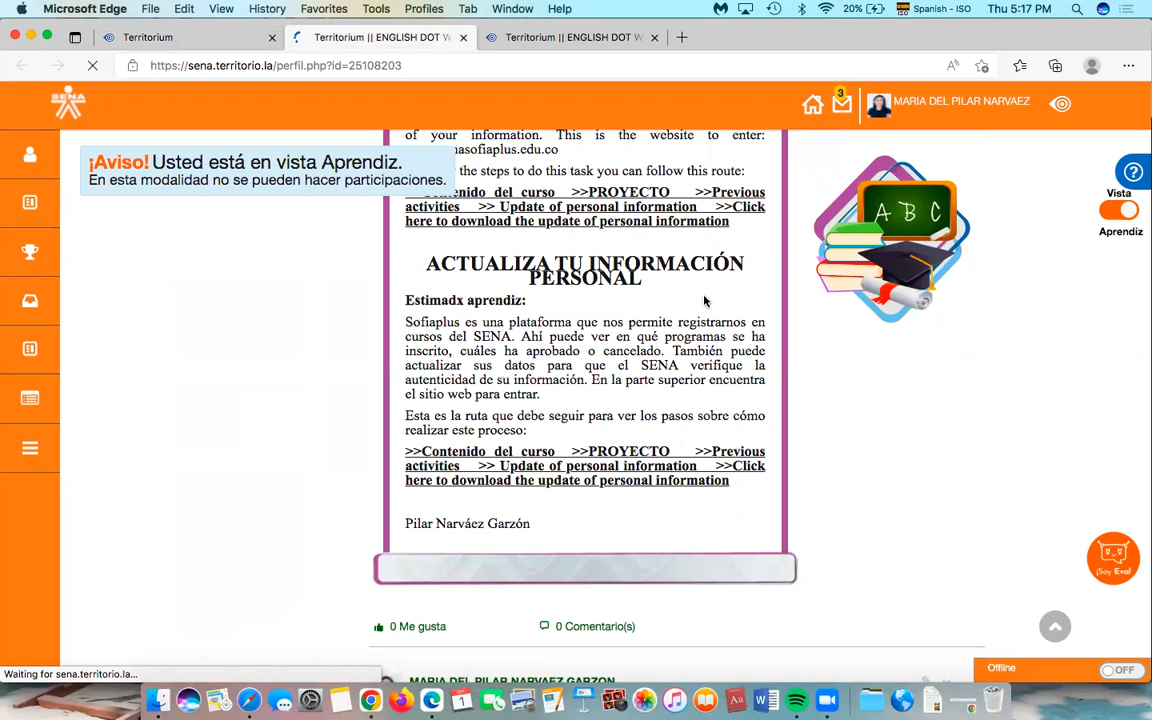 Microsoft Edge File Edit View History Favorites Tools Profiles Tab Window Help 20% ISO Spanish - ISO Thu 5:17 PM
Territorium Territorium || ENGLISH DOT W Territorium || ENGLISH DOT W
https://sena.territorio.la/perfil.php?id=25108203
SENA
3
MARIA DEL PILAR NARVAEZ
¡Aviso! Usted está en vista Aprendiz.
En esta modalidad no se pueden hacer participaciones.
of your information. This is the website to enter:
asofiaplus.edu.co
the steps to do this task you can follow this route:
del curso >>PROYECTO >>Previous
activities >> Update of personal information >>Click
here to download the update of personal information
ACTUALIZA TU INFORMACIÓN
PERSONAL
Estimadx aprendiz:
Sofiaplus es una plataforma que nos permite registrarnos en
cursos del SENA. Ahí puede ver en qué programas se ha
inscrito, cuáles ha aprobado o cancelado. También puede
actualizar sus datos para que el SENA verifique la
autenticidad de su información. En la parte superior encuentra
el sitio web para entrar.
Esta es la ruta que debe seguir para ver los pasos sobre cómo
realizar este proceso:
>>Contenido del curso >>PROYECTO >>Previous
activities >> Update of personal information >>Click
here to download the update of personal information
Pilar Narváez Garzón
A B C
Vista
Aprendiz
¡Soy Eva!
0 Me gusta 0 Comentario(s)
MARIA DEL PILAR NARVAEZ GARZON
Offline OFF
Waiting for sena.territorio.la...